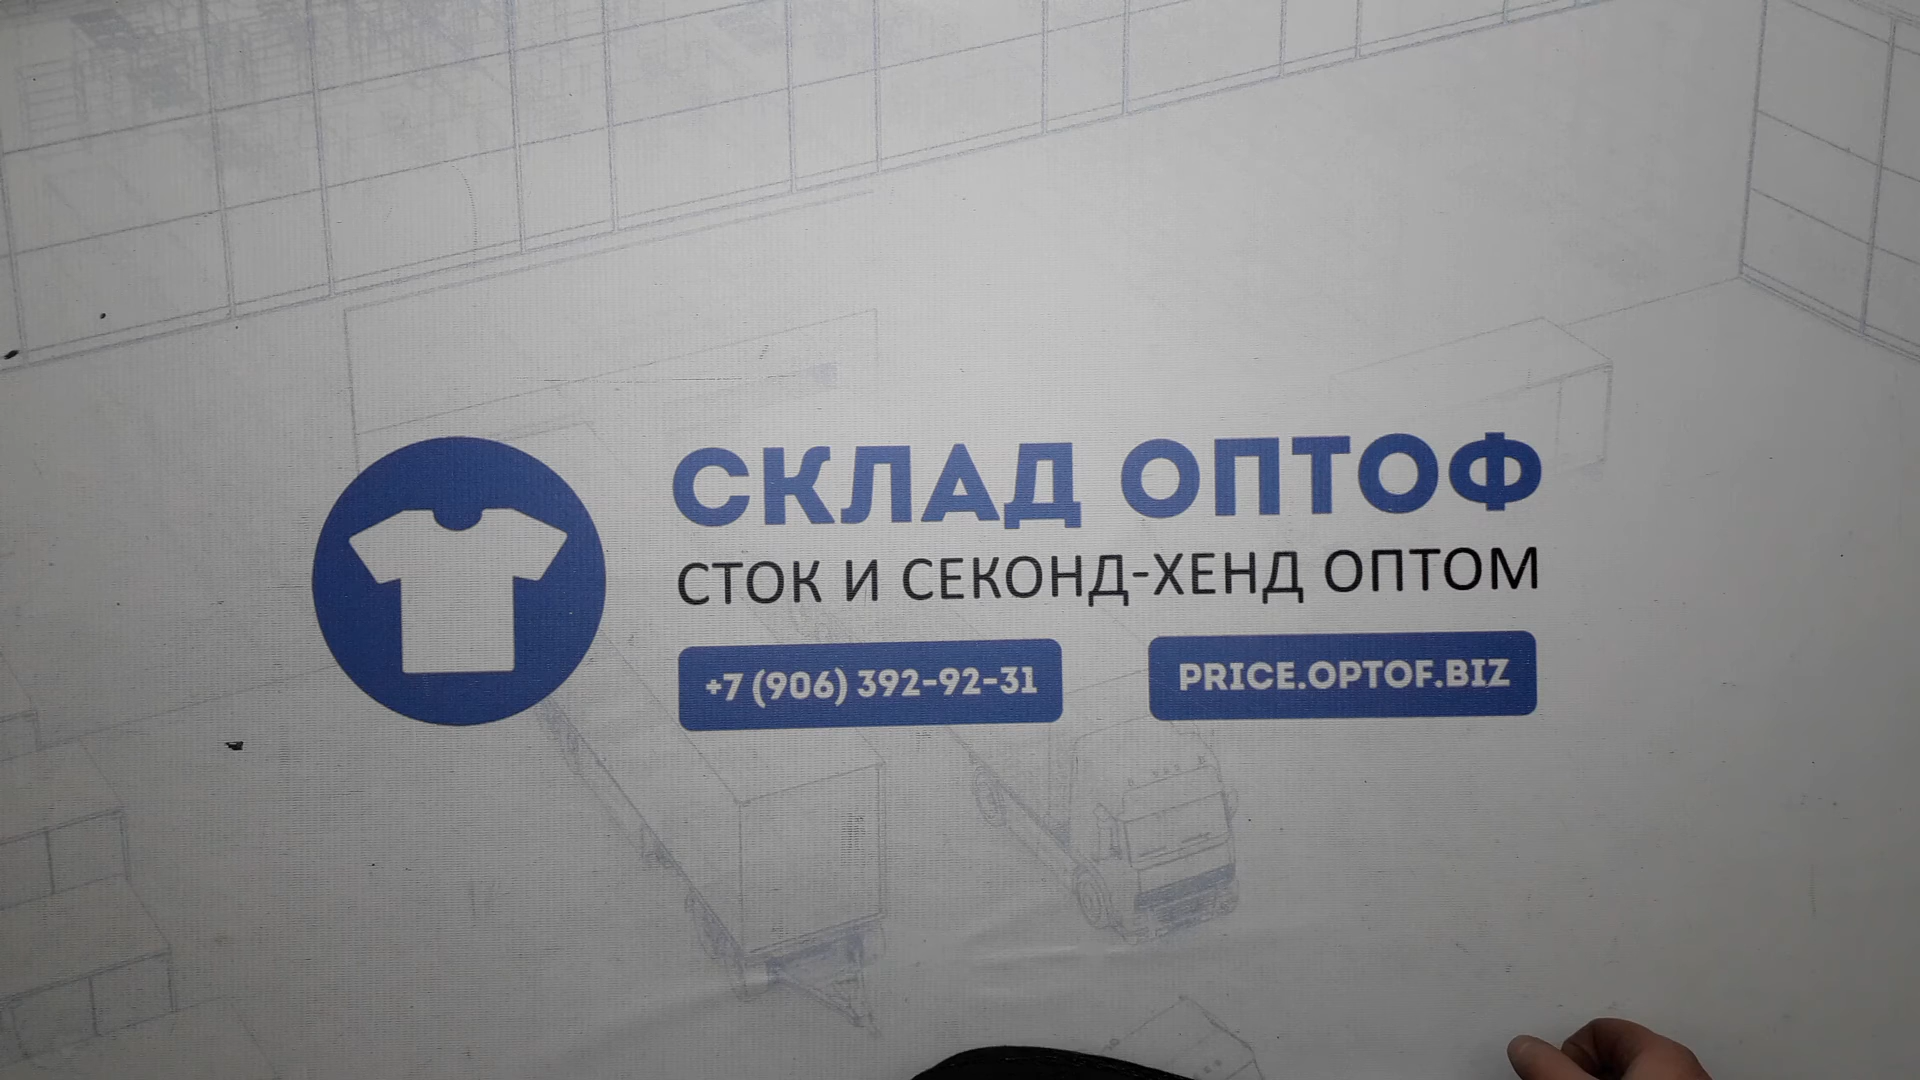 СКЛАД ОПТОФ
СТОК И СЕКОНД-ХЕНД ОПТОМ
+7 (906) 392-92-31
PRICE.OPTOF.BIZ